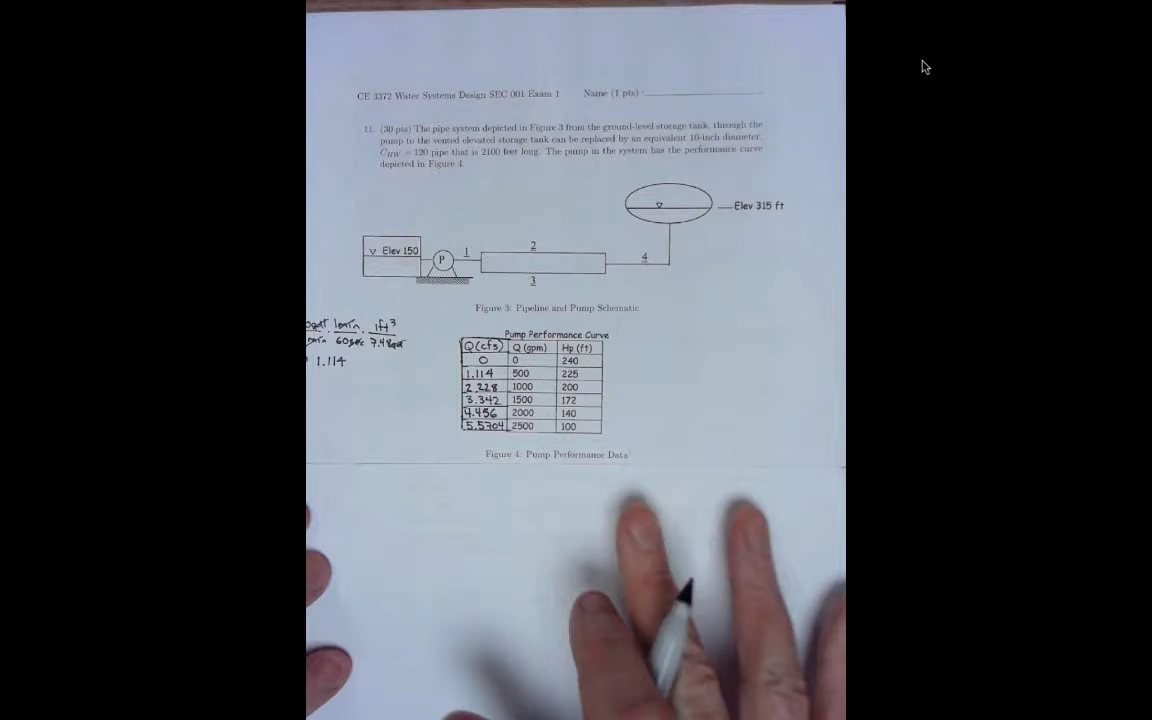 CE 3372 Water Systems Design SEC 001 Exam 1 Name (1 pts) :
11. (30 pts) The pipe system depicted in Figure 3 from the ground-level storage tank, through the
pump to the vented elevated storage tank can be replaced by an equivalent 10-inch diameter,
C_HW = 120 pipe that is 2100 feet long. The pump in the system has the performance curve
depicted in Figure 4.
Elev 315 ft
Elev 150 P 1 2 3 4
Figure 3: Pipeline and Pump Schematic
1min 1ft³
60sec 7.48gal
1.114
Pump Performance Curve
Q(cfs) Q (gpm) Hp (ft)
0 0 240
1.114 500 225
2.228 1000 200
3.342 1500 172
4.456 2000 140
5.5704 2500 100
Figure 4: Pump Performance Data